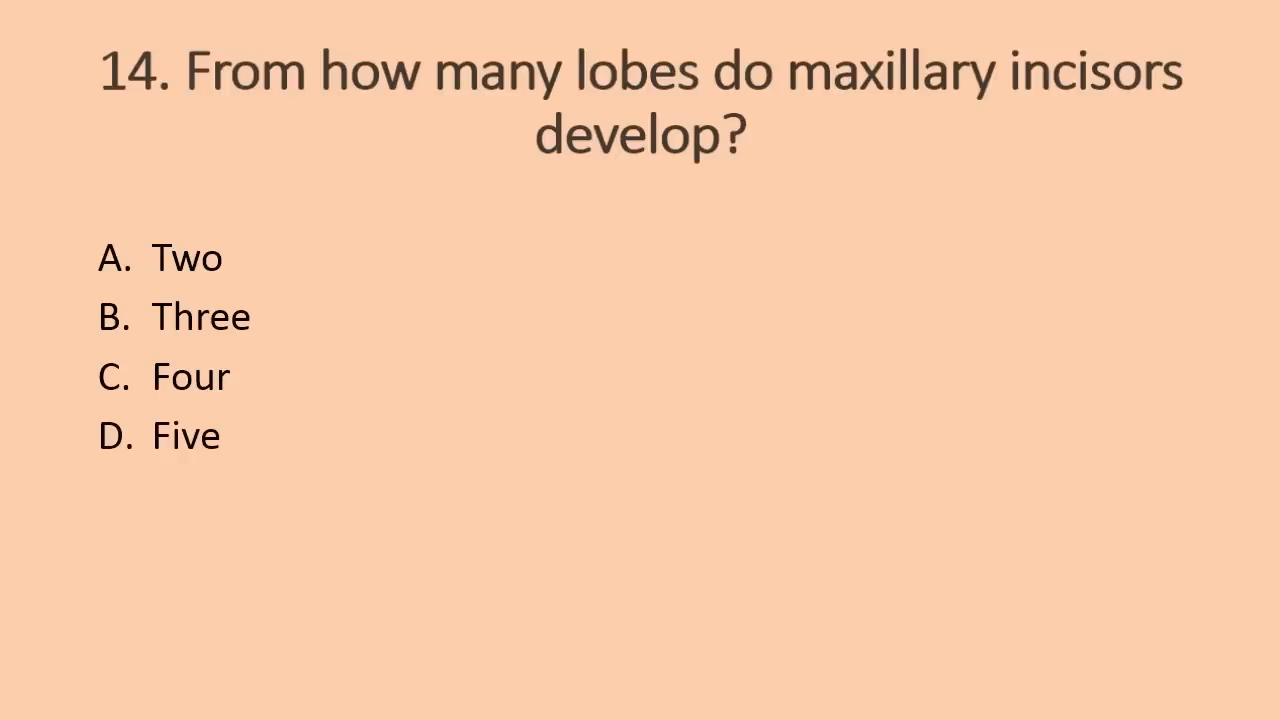 14. From how many lobes do maxillary incisors
develop?
A. Two
B. Three
C. Four
D. Five